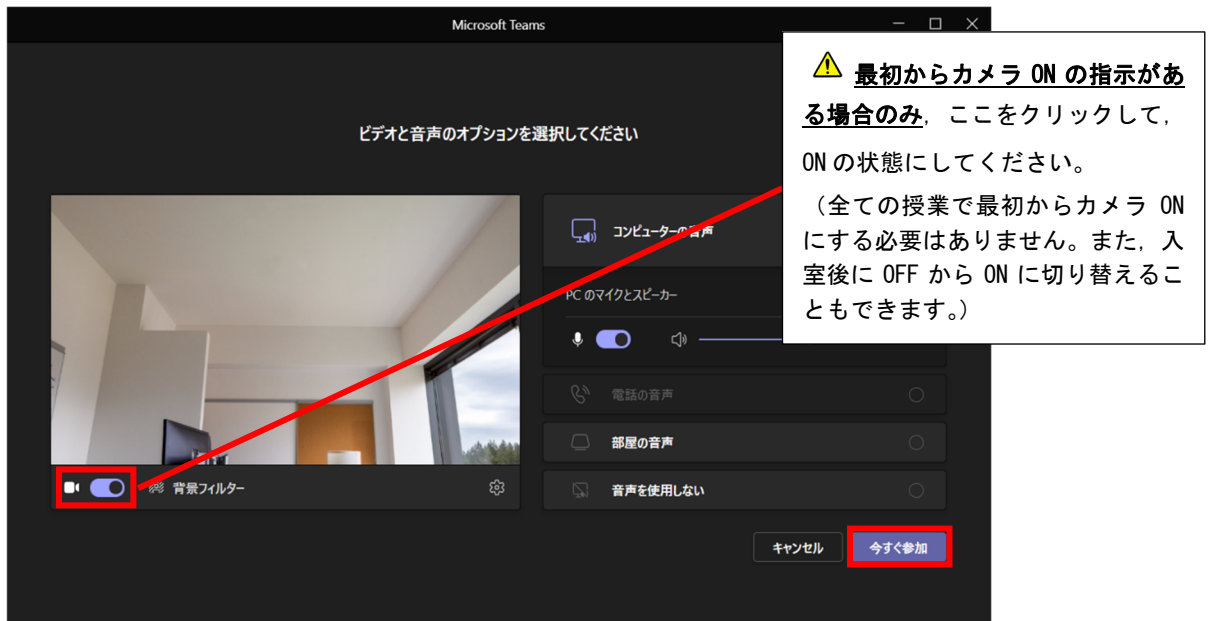 Microsoft Teams
ビデオと音声のオプションを選択してください
最初からカメラ ON の指示があ
る場合のみ，ここをクリックして，
ON の状態にしてください。
（全ての授業で最初からカメラ ON
にする必要はありません。また，入
室後に OFF から ON に切り替えるこ
ともできます。）
コンピューターの音声
PC のマイクとスピーカー
電話の音声
部屋の音声
音声を使用しない
背景フィルター
キャンセル
今すぐ参加